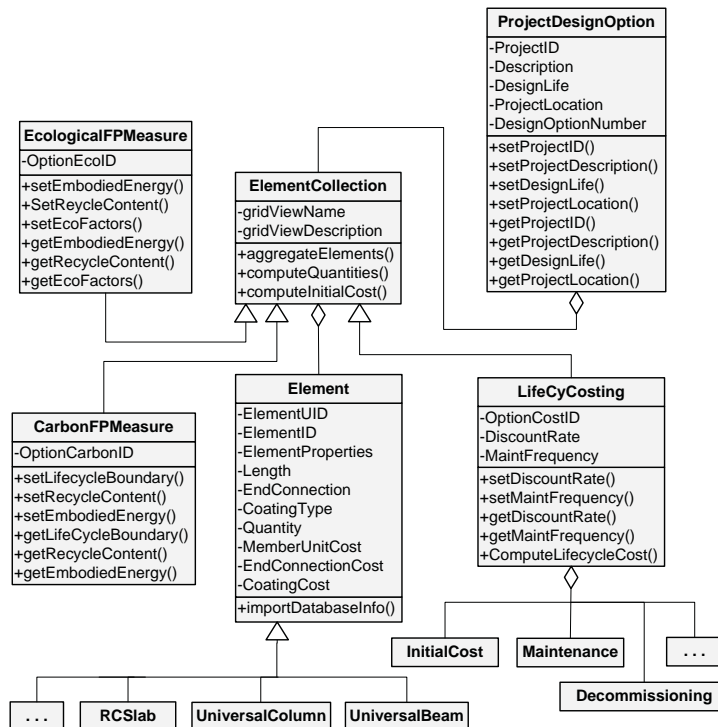 ProjectDesignOption
-ProjectID
-Description
-DesignLife
-ProjectLocation
-DesignOptionNumber
+setProjectID()
+setProjectDescription()
+setDesignLife()
+setProjectLocation()
+getProjectID()
+getProjectDescription()
+getDesignLife()
+getProjectLocation()
EcologicalFPMeasure
-OptionEcoID
+setEmbodiedEnergy()
+SetReycleContent()
+setEcoFactors()
+getEmbodiedEnergy()
+getRecycleContent()
+getEcoFactors()
ElementCollection
-gridViewName
-gridViewDescription
+aggregateElements()
+computeQuantities()
+computeInitialCost()
CarbonFPMeasure
-OptionCarbonID
+setLifecycleBoundary()
+setRecycleContent()
+setEmbodiedEnergy()
+getLifeCycleBoundary()
+getRecycleContent()
+getEmbodiedEnergy()
Element
-ElementUID
-ElementID
-ElementProperties
-Length
-EndConnection
-CoatingType
-Quantity
-MemberUnitCost
-EndConnectionCost
-CoatingCost
+importDatabaseInfo()
LifeCyCosting
-OptionCostID
-DiscountRate
-MaintFrequency
+setDiscountRate()
+setMaintFrequency()
+getDiscountRate()
+getMaintFrequency()
+ComputeLifecycleCost()
InitialCost
Maintenance
. . .
Decommissioning
. . .
RCSlab
UniversalColumn
UniversalBeam